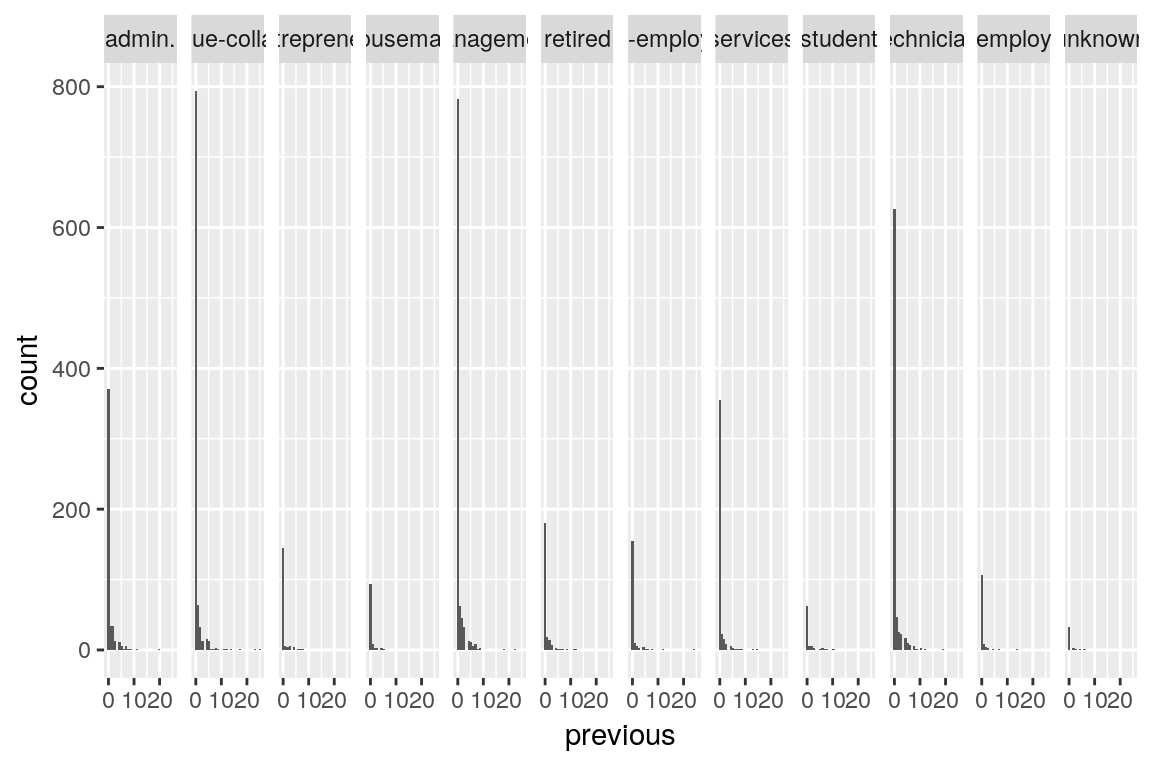 admin. ue-colla treprene ousema nageme retired -employ services student echnicia employ nknown
800
600
400
200
0
count
0 1020 0 1020 0 1020 0 1020 0 1020 0 1020 0 1020 0 1020 0 1020 0 1020 0 1020 0 1020
previous